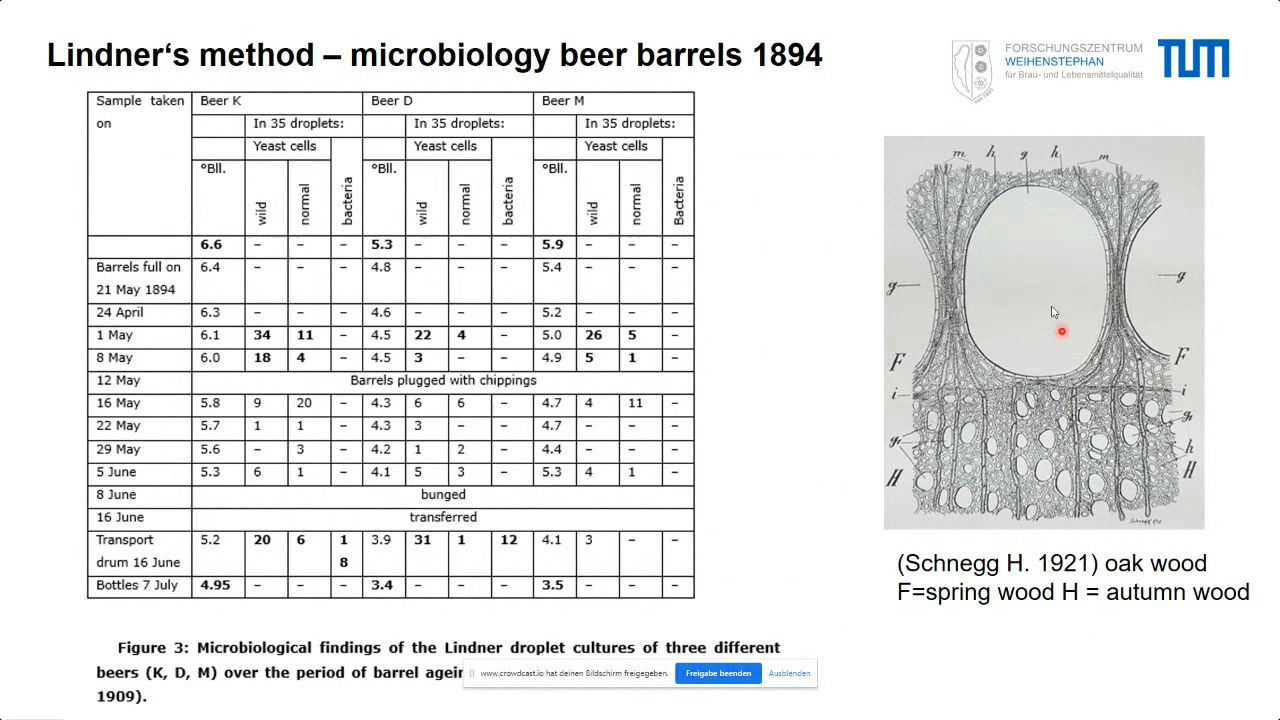 Lindner‘s method – microbiology beer barrels 1894
FORSCHUNGSZENTRUM
WEIHENSTEPHAN
für Brau- und Lebensmittelqualität
TUM
Sample taken on Beer K Beer D Beer M
In 35 droplets: In 35 droplets: In 35 droplets:
Yeast cells Yeast cells Yeast cells
°Bll. wild normal bacteria °Bll. wild normal bacteria °Bll. wild normal Bacteria
6.6 – – – 5.3 – – – 5.9 – – –
Barrels full on 21 May 1894 6.4 – – – 4.8 – – – 5.4 – – –
24 April 6.3 – – – 4.6 – – – 5.2 – – –
1 May 6.1 34 11 – 4.5 22 4 – 5.0 26 5 –
8 May 6.0 18 4 – 4.5 3 – – 4.9 5 1 –
12 May Barrels plugged with chippings
16 May 5.8 9 20 – 4.3 6 6 – 4.7 4 11 –
22 May 5.7 1 1 – 4.3 3 – – 4.7 – – –
29 May 5.6 – 3 – 4.2 1 2 – 4.4 – – –
5 June 5.3 6 1 – 4.1 5 3 – 5.3 4 1 –
8 June bunged
16 June transferred
Transport drum 16 June 5.2 20 6 18 3.9 31 1 12 4.1 3 – –
Bottles 7 July 4.95 – – – 3.4 – – – 3.5 – – –
Figure 3: Microbiological findings of the Lindner droplet cultures of three different
beers (K, D, M) over the period of barrel agein
1909).
www.crowdcast.io hat deinen Bildschirm freigegeben. Freigabe beenden Ausblenden
m h g h m
g g
F F
i i
gr gr
h
H H
(Schnegg H. 1921) oak wood
F=spring wood H = autumn wood